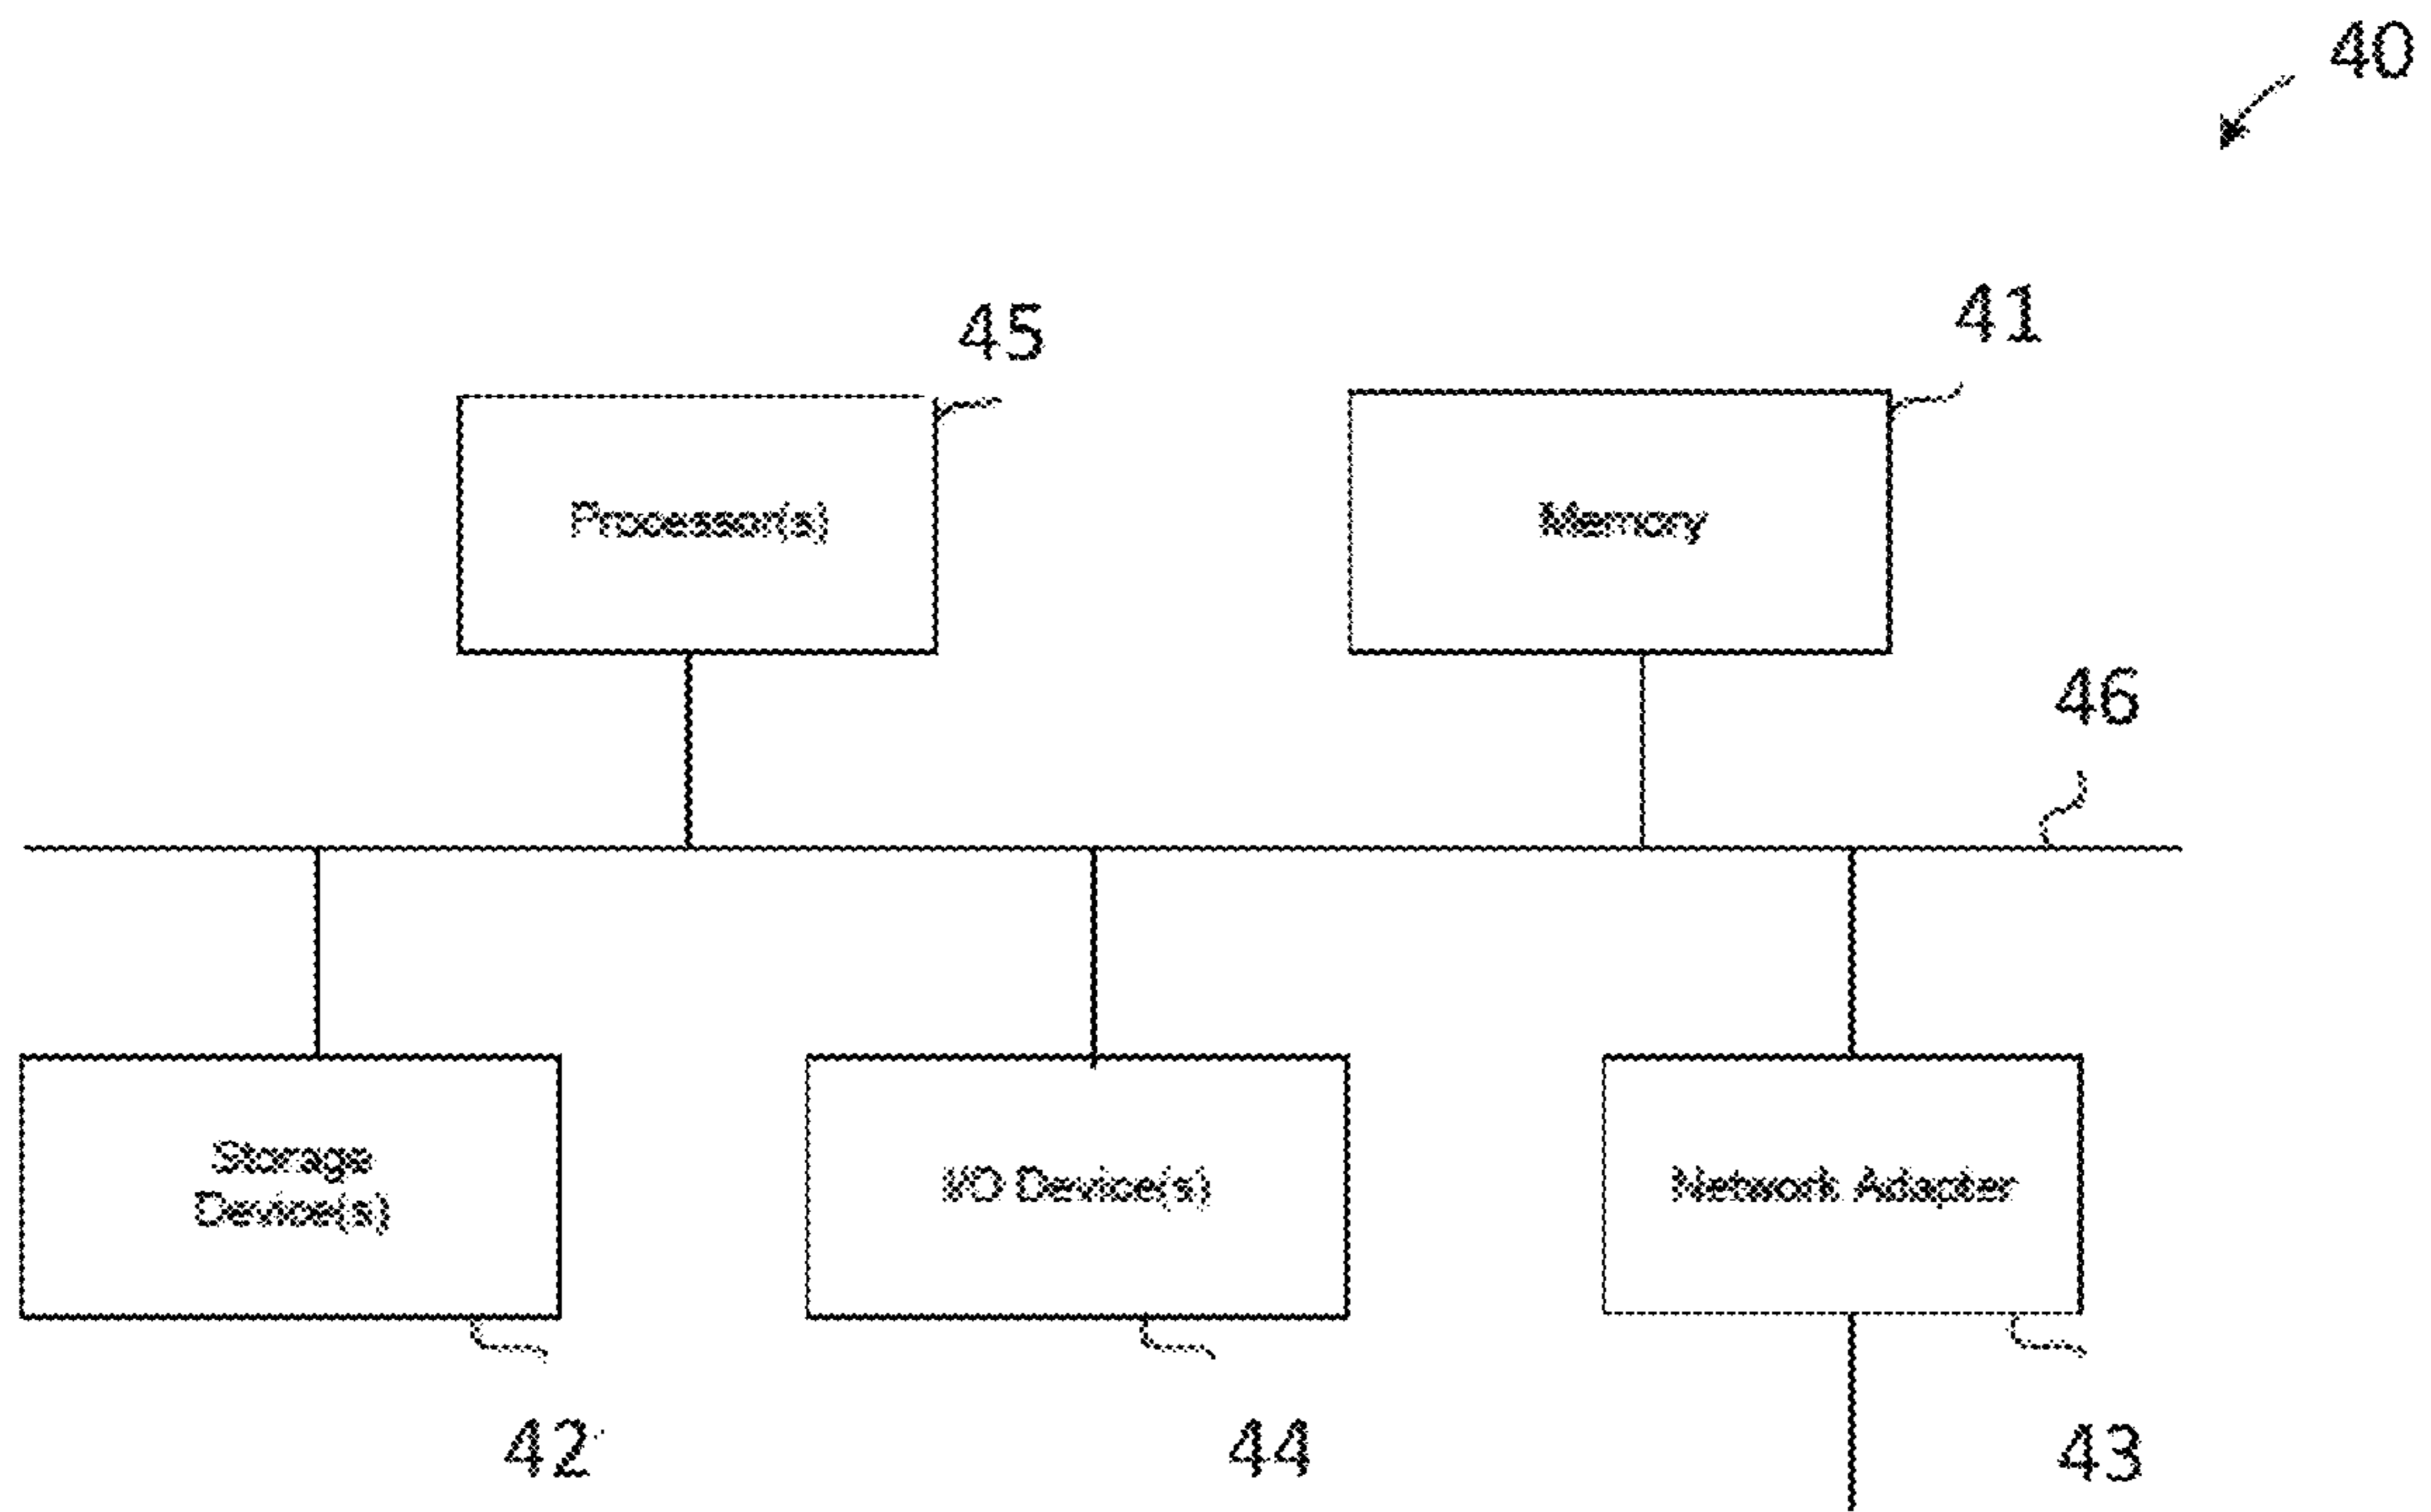 40
45
41
Processor(s)
Memory
46
Storage
Device(s)
I/O Device(s)
Network Adapter
42
44
43